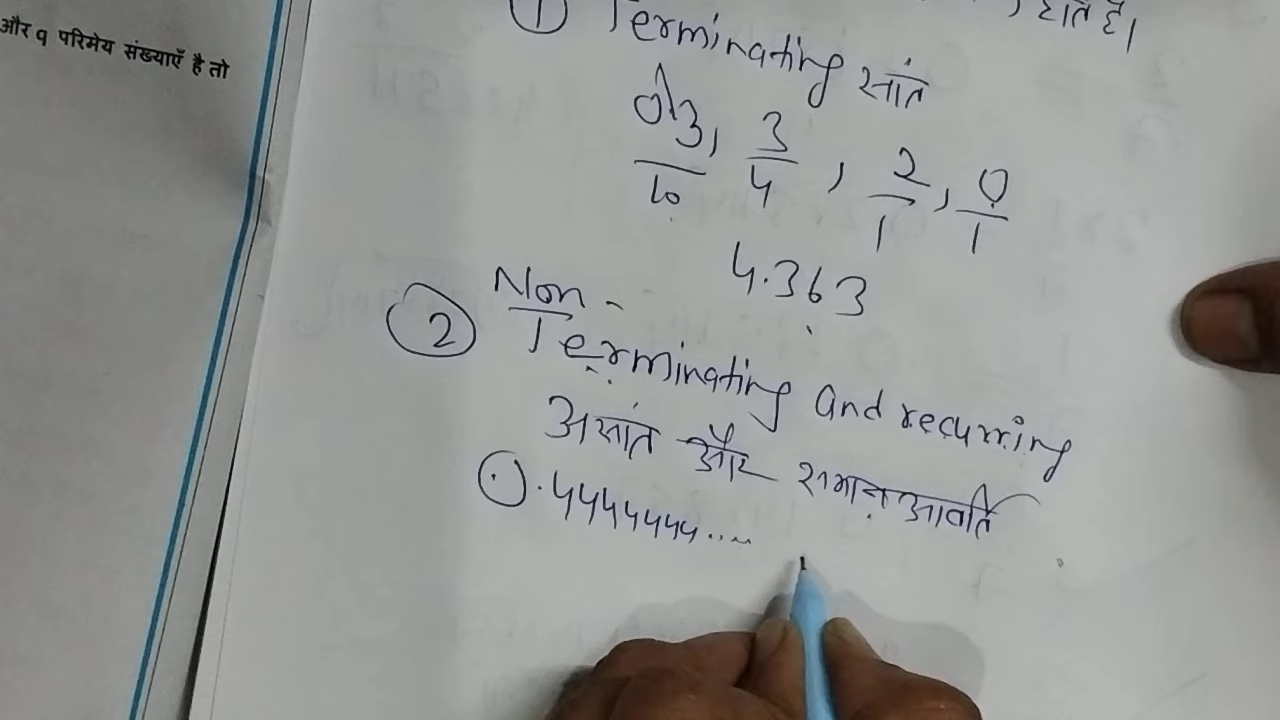 और q परिमेय संख्याएँ है तो
होते हैं।
① Terminating सांत
0.3/10, 3/4, 2/1, 0/1
4.363
② Non-
Terminating and recurring
असांत और समान आवर्ति
0.4444444....